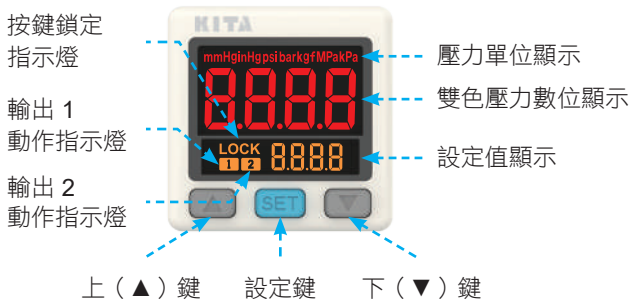 按鍵鎖定
指示燈
輸出 1
動作指示燈
輸出 2
動作指示燈
KITA
mmHginHgpsibarkgfMPakPa
8.8.8.8
LOCK
1 2 8.8.8.8
▲ SET ▼
壓力單位顯示
雙色壓力數位顯示
設定值顯示
上（▲）鍵 設定鍵 下（▼）鍵